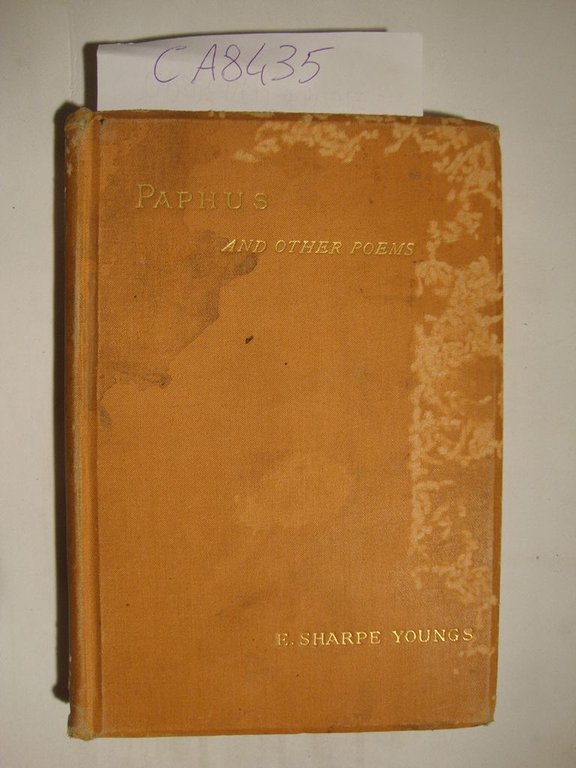 CA8435
PAPHUS
AND OTHER POEMS
E. SHARPE YOUNGS